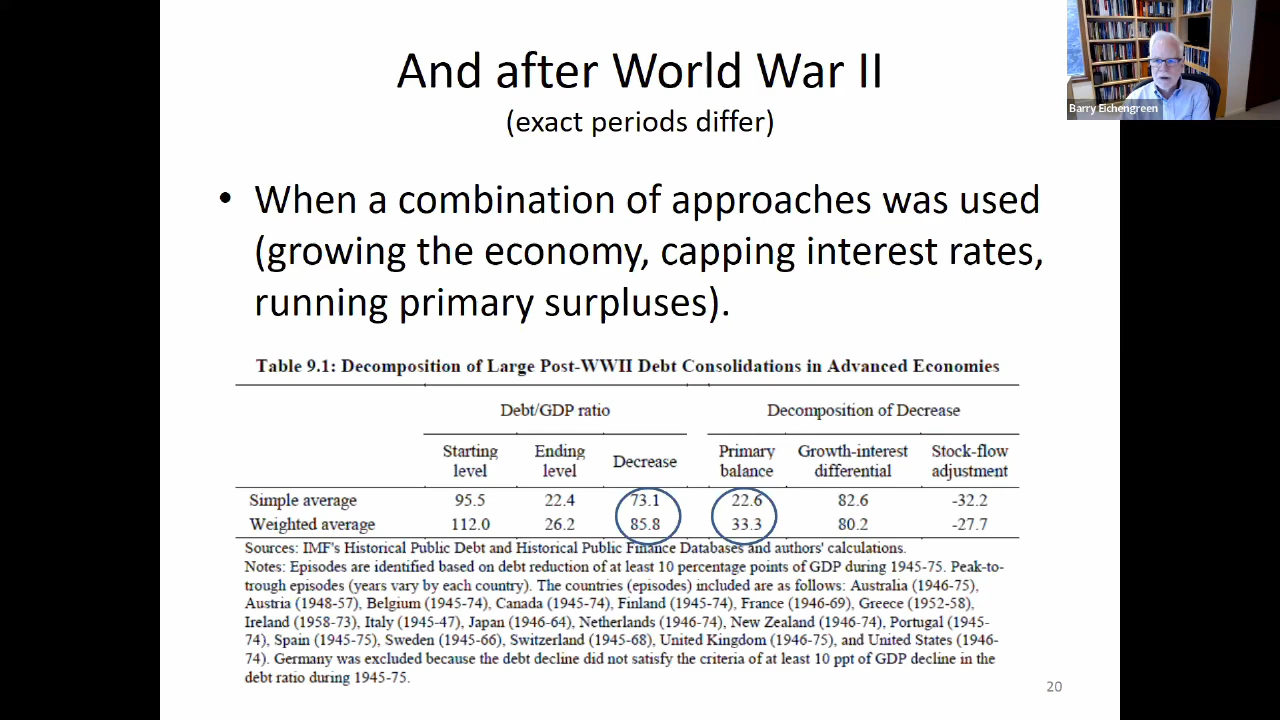 And after World War II
(exact periods differ)
Barry Eichengreen
• When a combination of approaches was used
(growing the economy, capping interest rates,
running primary surpluses).
Table 9.1: Decomposition of Large Post-WWII Debt Consolidations in Advanced Economies
Debt/GDP ratio Decomposition of Decrease
Starting level Ending level Decrease Primary balance Growth-interest differential Stock-flow adjustment
Simple average 95.5 22.4 73.1 22.6 82.6 -32.2
Weighted average 112.0 26.2 85.8 33.3 80.2 -27.7
Sources: IMF's Historical Public Debt and Historical Public Finance Databases and authors' calculations.
Notes: Episodes are identified based on debt reduction of at least 10 percentage points of GDP during 1945-75. Peak-to-
trough episodes (years vary by each country). The countries (episodes) included are as follows: Australia (1946-75),
Austria (1948-57), Belgium (1945-74), Canada (1945-74), Finland (1945-74), France (1946-69), Greece (1952-58),
Ireland (1958-73), Italy (1945-47), Japan (1946-64), Netherlands (1946-74), New Zealand (1946-74), Portugal (1945-
74), Spain (1945-75), Sweden (1945-66), Switzerland (1945-68), United Kingdom (1946-75), and United States (1946-
74). Germany was excluded because the debt decline did not satisfy the criteria of at least 10 ppt of GDP decline in the
debt ratio during 1945-75.
20